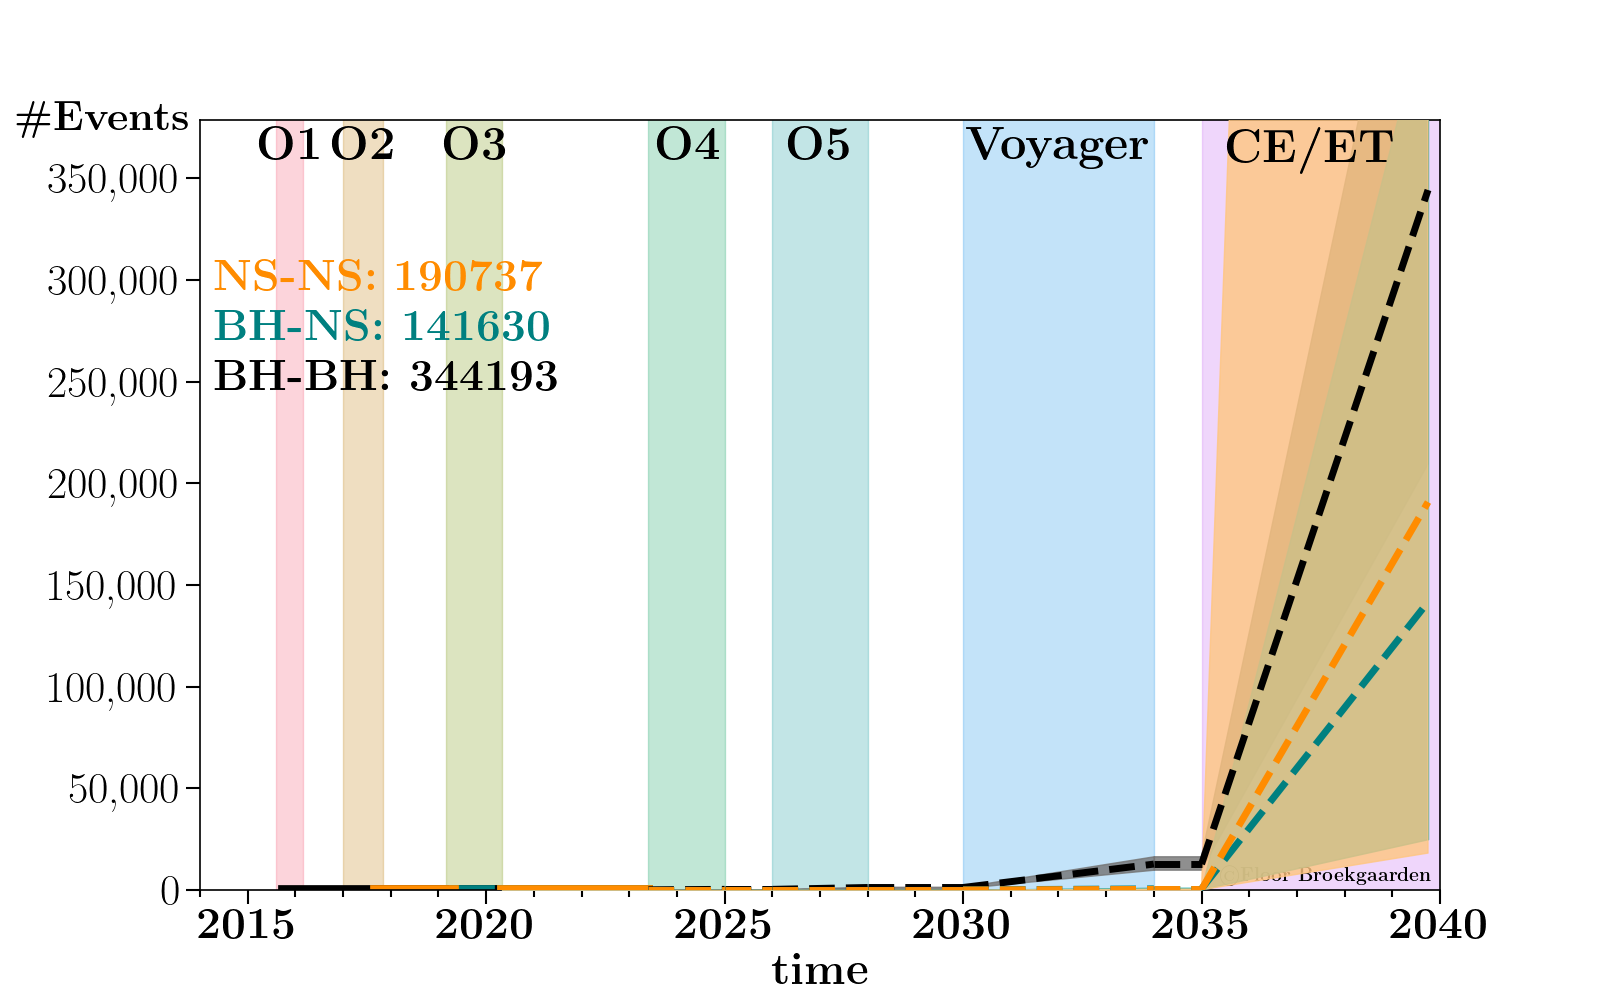 #Events
O1 O2 O3 O4 O5 Voyager CE/ET
350,000
300,000
250,000
200,000
150,000
100,000
50,000
0
NS-NS: 190737
BH-NS: 141630
BH-BH: 344193
©Floor Broekgaarden
2015 2020 2025 2030 2035 2040
time